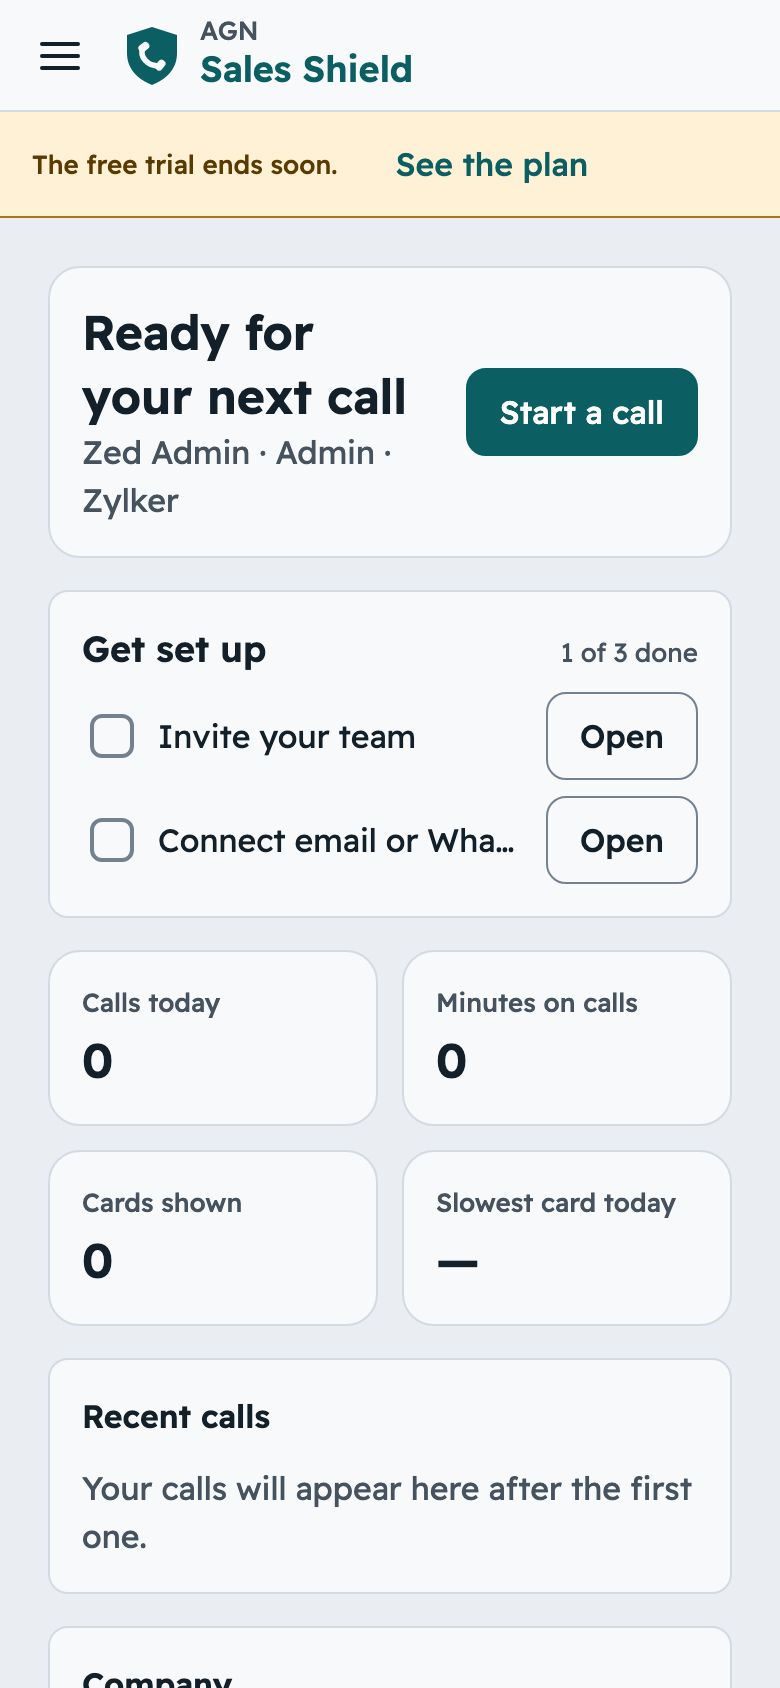 AGN
Sales Shield
The free trial ends soon. See the plan
Ready for
your next call
Zed Admin · Admin ·
Zylker
Start a call
Get set up
1 of 3 done
Invite your team
Open
Connect email or Wha...
Open
Calls today
0
Minutes on calls
0
Cards shown
0
Slowest card today
—
Recent calls
Your calls will appear here after the first
one.
Company